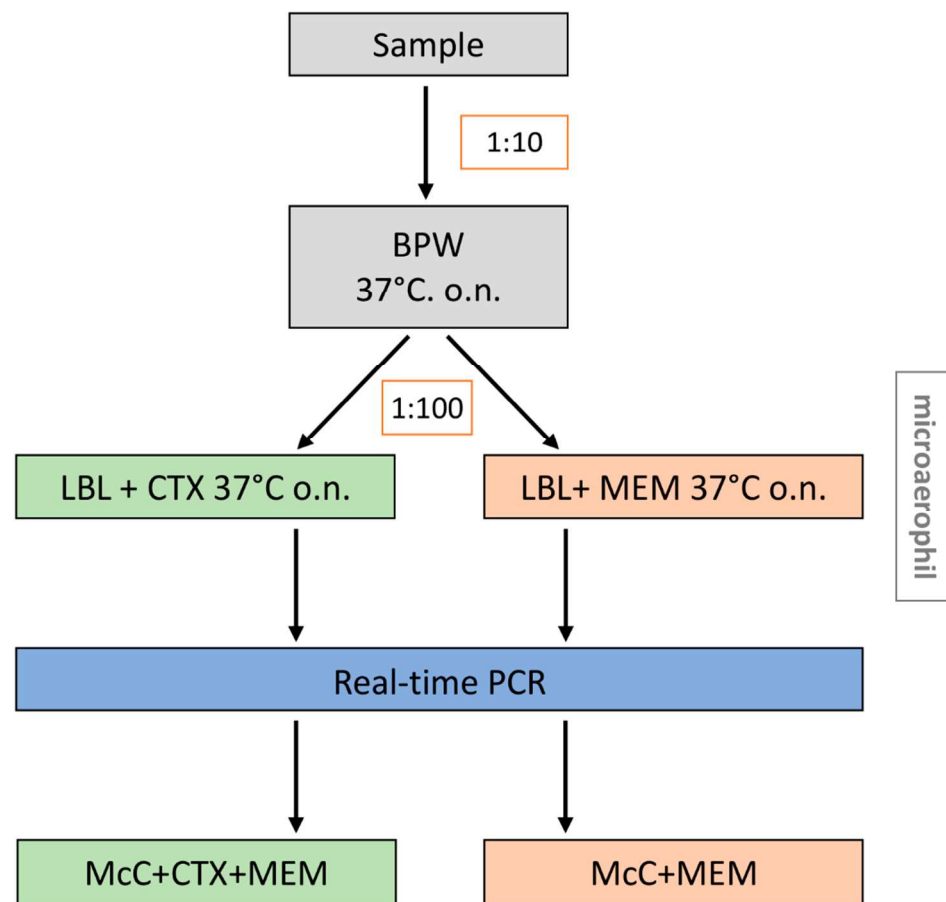 Sample
1:10
BPW
37°C. o.n.
1:100
LBL + CTX 37°C o.n.
LBL+ MEM 37°C o.n.
microaerophil
Real-time PCR
McC+CTX+MEM
McC+MEM